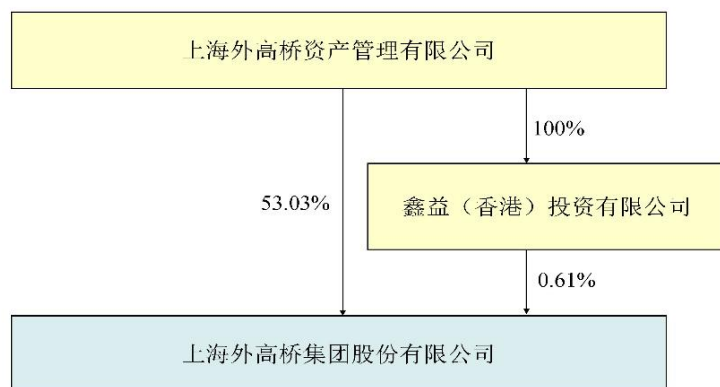 上海外高桥资产管理有限公司
100%
53.03%
鑫益（香港）投资有限公司
0.61%
上海外高桥集团股份有限公司